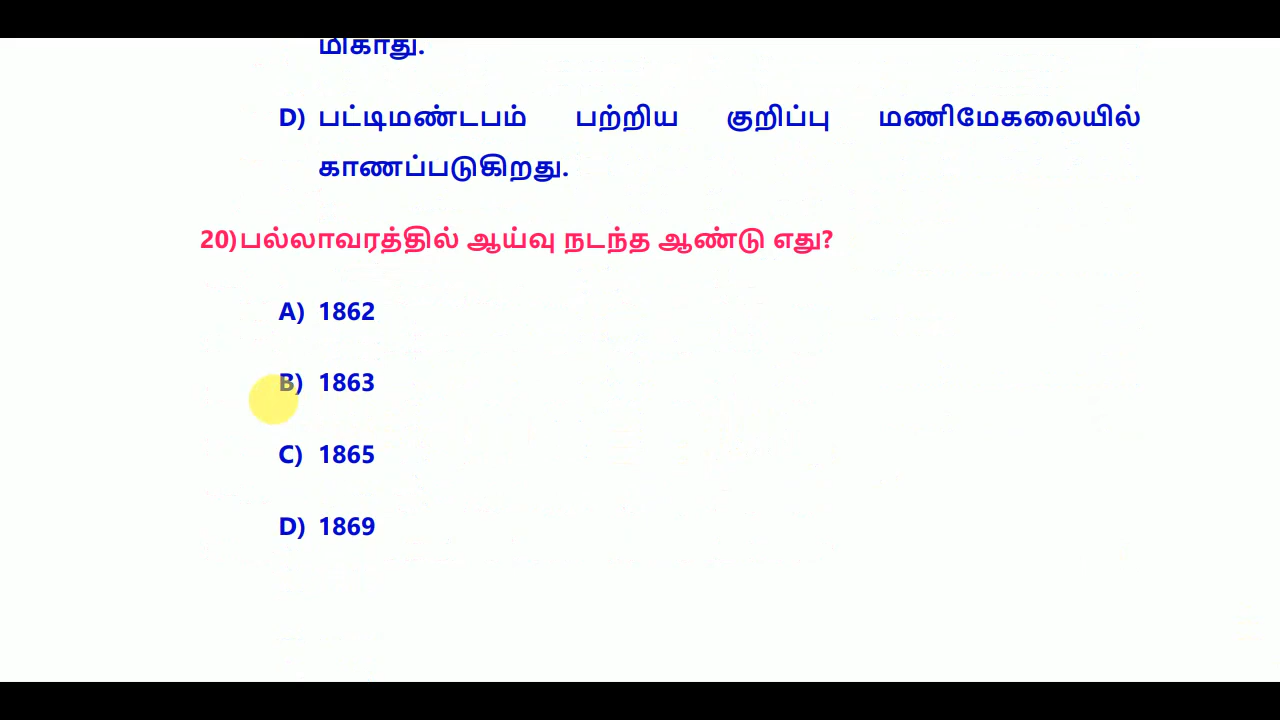 மிகாது.
D) பட்டிமண்டபம் பற்றிய குறிப்பு மணிமேகலையில்
காணப்படுகிறது.
20)பல்லாவரத்தில் ஆய்வு நடந்த ஆண்டு எது?
A) 1862
B) 1863
C) 1865
D) 1869